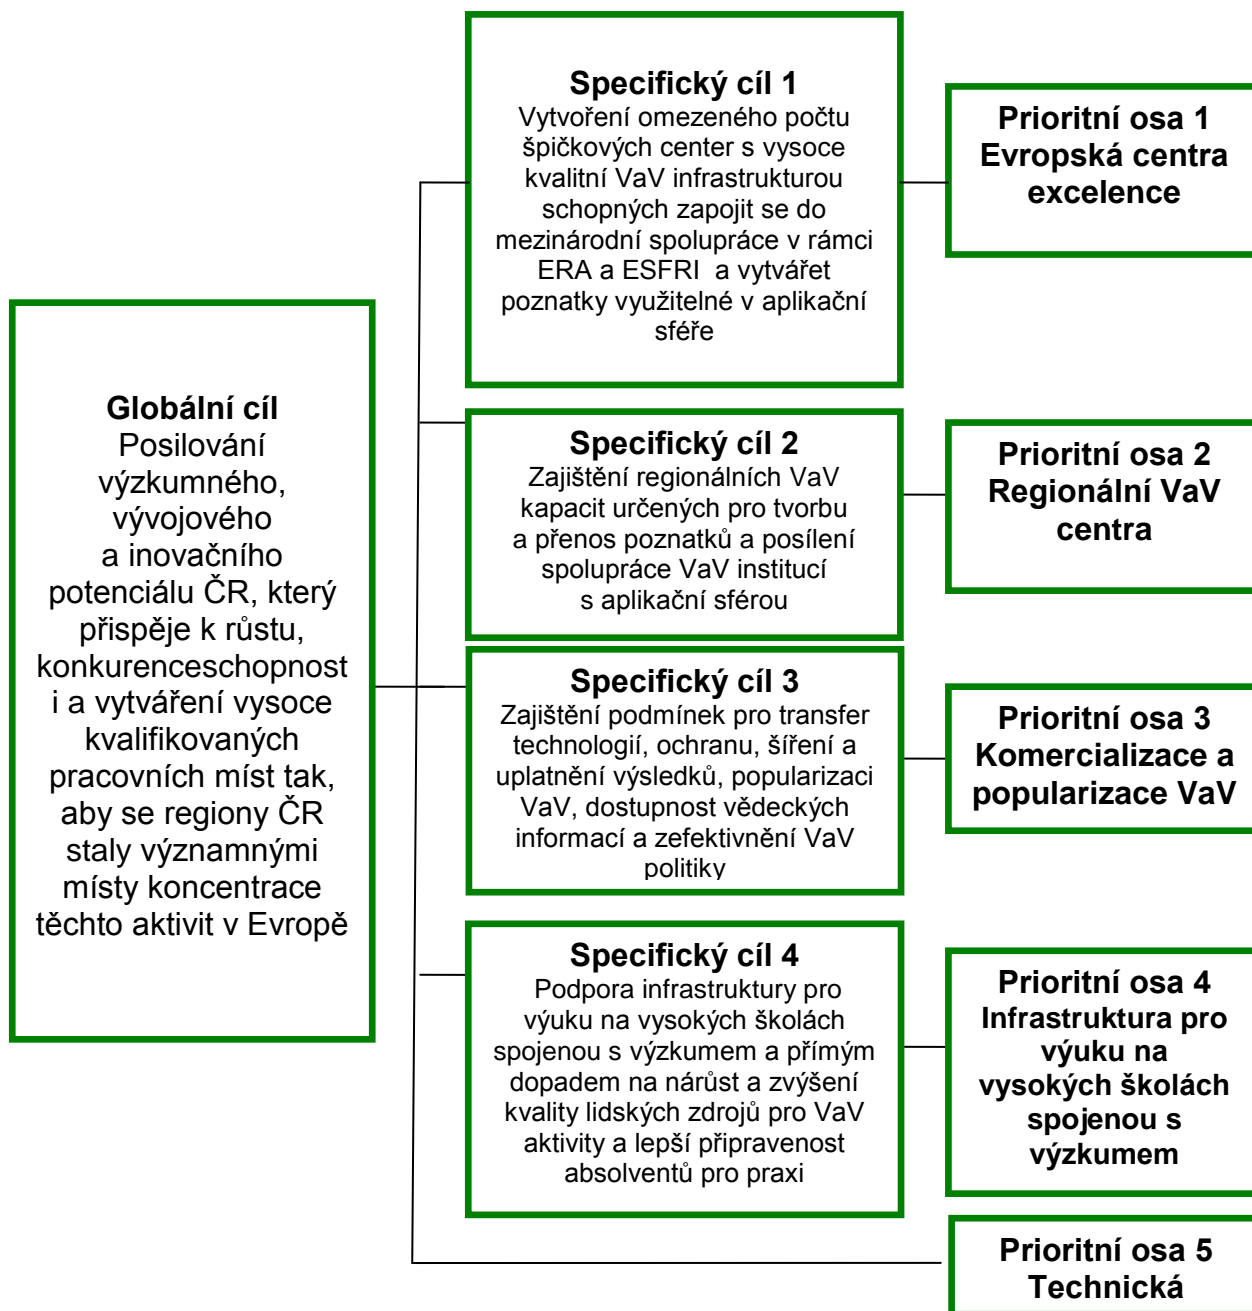 Globální cíl
Posilování
výzkumného,
vývojového
a inovačního
potenciálu ČR, který
přispěje k růstu,
konkurenceschopnost
i a vytváření vysoce
kvalifikovaných
pracovních míst tak,
aby se regiony ČR
staly významnými
místy koncentrace
těchto aktivit v Evropě
Specifický cíl 1
Vytvoření omezeného počtu
špičkových center s vysoce
kvalitní VaV infrastrukturou
schopných zapojit se do
mezinárodní spolupráce v rámci
ERA a ESFRI a vytvářet
poznatky využitelné v aplikační
sféře
Prioritní osa 1
Evropská centra
excelence
Specifický cíl 2
Zajištění regionálních VaV
kapacit určených pro tvorbu
a přenos poznatků a posílení
spolupráce VaV institucí
s aplikační sférou
Prioritní osa 2
Regionální VaV
centra
Specifický cíl 3
Zajištění podmínek pro transfer
technologií, ochranu, šíření a
uplatnění výsledků, popularizaci
VaV, dostupnost vědeckých
informací a zefektivnění VaV
politiky
Prioritní osa 3
Komercializace a
popularizace VaV
Specifický cíl 4
Podpora infrastruktury pro
výuku na vysokých školách
spojenou s výzkumem a přímým
dopadem na nárůst a zvýšení
kvality lidských zdrojů pro VaV
aktivity a lepší připravenost
absolventů pro praxi
Prioritní osa 4
Infrastruktura pro
výuku na
vysokých školách
spojenou s
výzkumem
Prioritní osa 5
Technická